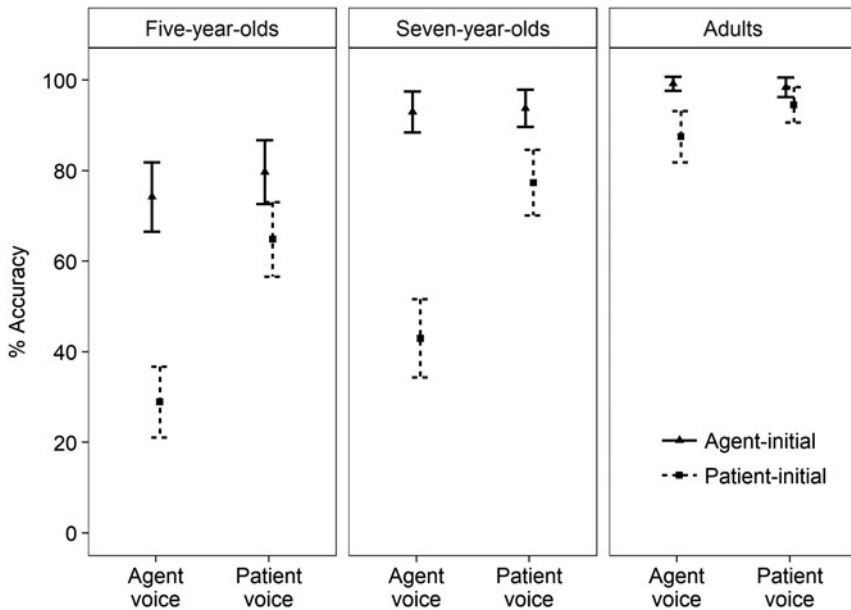 Five-year-olds
Seven-year-olds
Adults
% Accuracy
100
80
60
40
20
0
Agent-initial
Patient-initial
Agent voice
Patient voice
Agent voice
Patient voice
Agent voice
Patient voice